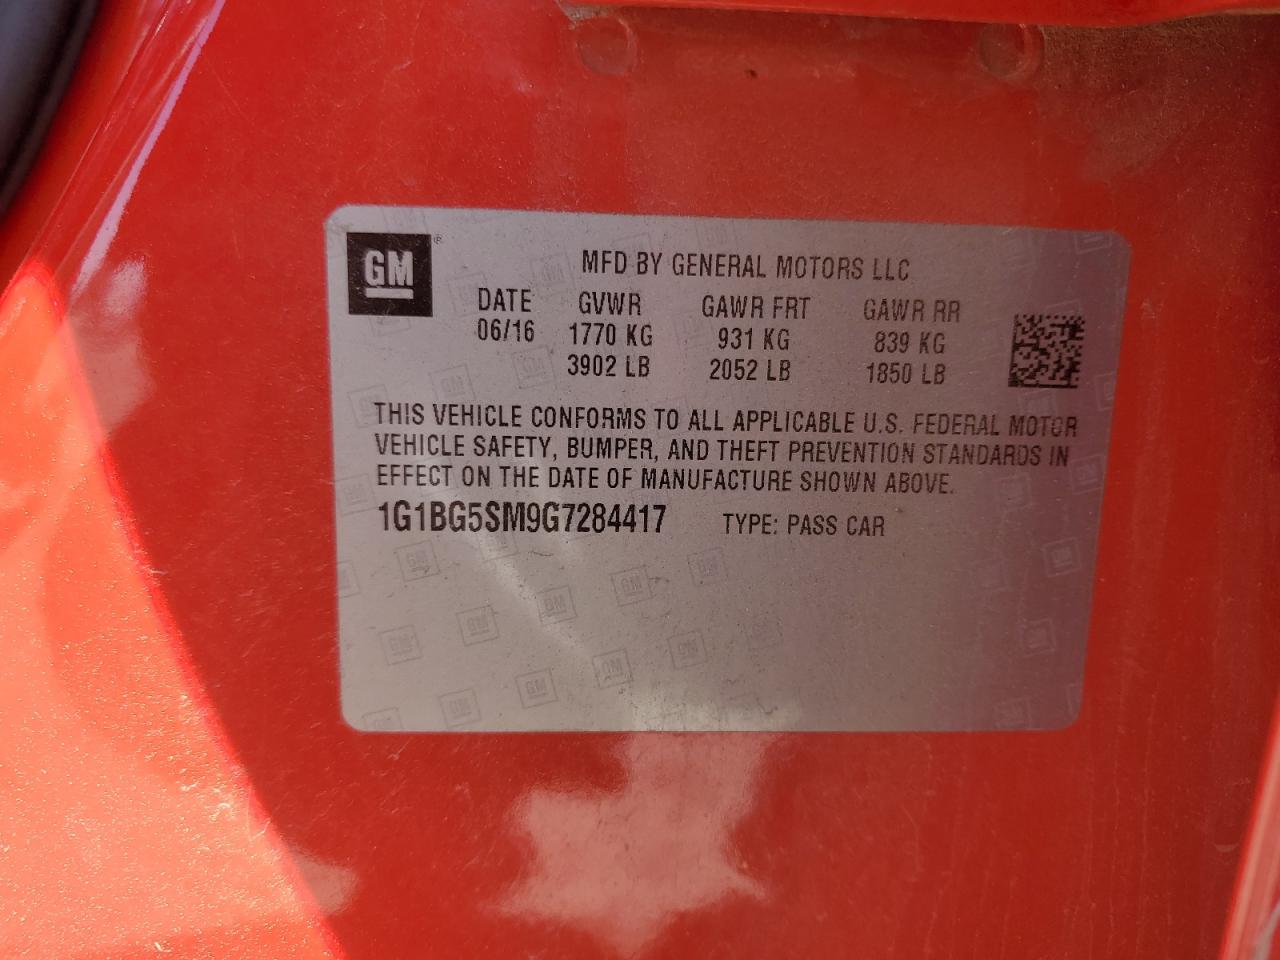 GM
MFD BY GENERAL MOTORS LLC
DATE GVWR GAWR FRT GAWR RR
06/16 1770 KG 931 KG 839 KG
3902 LB 2052 LB 1850 LB
THIS VEHICLE CONFORMS TO ALL APPLICABLE U.S. FEDERAL MOTOR
VEHICLE SAFETY, BUMPER, AND THEFT PREVENTION STANDARDS IN
EFFECT ON THE DATE OF MANUFACTURE SHOWN ABOVE.
1G1BG5SM9G7284417 TYPE: PASS CAR